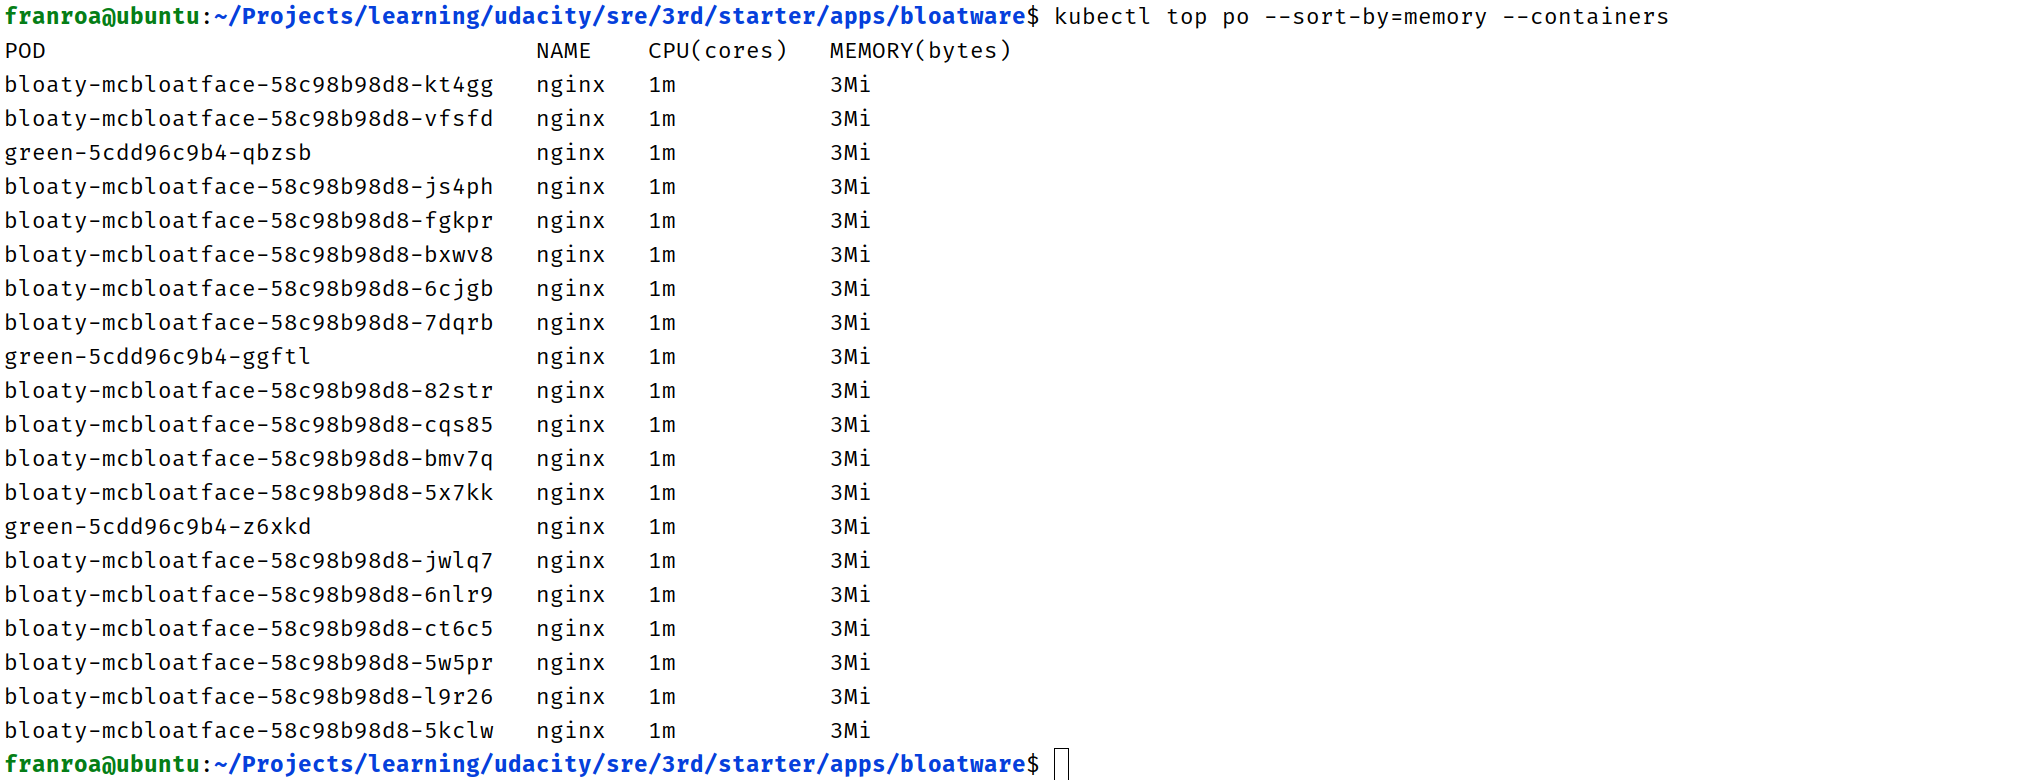 franroa@ubuntu:~/Projects/learning/udacity/sre/3rd/starter/apps/bloatware$ kubectl top po --sort-by=memory --containers
POD NAME CPU(cores) MEMORY(bytes)
bloaty-mcbloatface-58c98b98d8-kt4gg nginx 1m 3Mi
bloaty-mcbloatface-58c98b98d8-vfsfd nginx 1m 3Mi
green-5cdd96c9b4-qbzsb nginx 1m 3Mi
bloaty-mcbloatface-58c98b98d8-js4ph nginx 1m 3Mi
bloaty-mcbloatface-58c98b98d8-fgkpr nginx 1m 3Mi
bloaty-mcbloatface-58c98b98d8-bxwv8 nginx 1m 3Mi
bloaty-mcbloatface-58c98b98d8-6cjgb nginx 1m 3Mi
bloaty-mcbloatface-58c98b98d8-7dqrb nginx 1m 3Mi
green-5cdd96c9b4-ggftl nginx 1m 3Mi
bloaty-mcbloatface-58c98b98d8-82str nginx 1m 3Mi
bloaty-mcbloatface-58c98b98d8-cqs85 nginx 1m 3Mi
bloaty-mcbloatface-58c98b98d8-bmv7q nginx 1m 3Mi
bloaty-mcbloatface-58c98b98d8-5x7kk nginx 1m 3Mi
green-5cdd96c9b4-z6xkd nginx 1m 3Mi
bloaty-mcbloatface-58c98b98d8-jwlq7 nginx 1m 3Mi
bloaty-mcbloatface-58c98b98d8-6nlr9 nginx 1m 3Mi
bloaty-mcbloatface-58c98b98d8-ct6c5 nginx 1m 3Mi
bloaty-mcbloatface-58c98b98d8-5w5pr nginx 1m 3Mi
bloaty-mcbloatface-58c98b98d8-l9r26 nginx 1m 3Mi
bloaty-mcbloatface-58c98b98d8-5kclw nginx 1m 3Mi
franroa@ubuntu:~/Projects/learning/udacity/sre/3rd/starter/apps/bloatware$